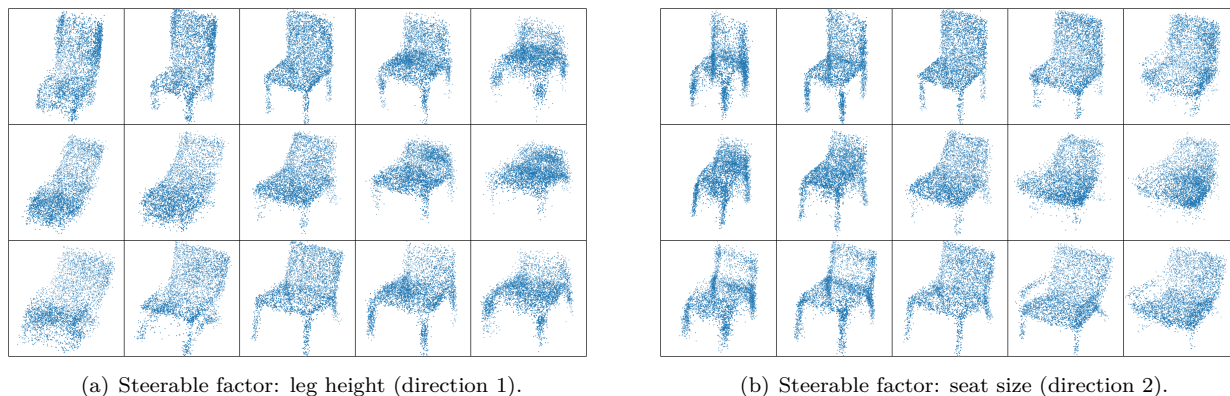 (a) Steerable factor: leg height (direction 1).
(b) Steerable factor: seat size (direction 2).